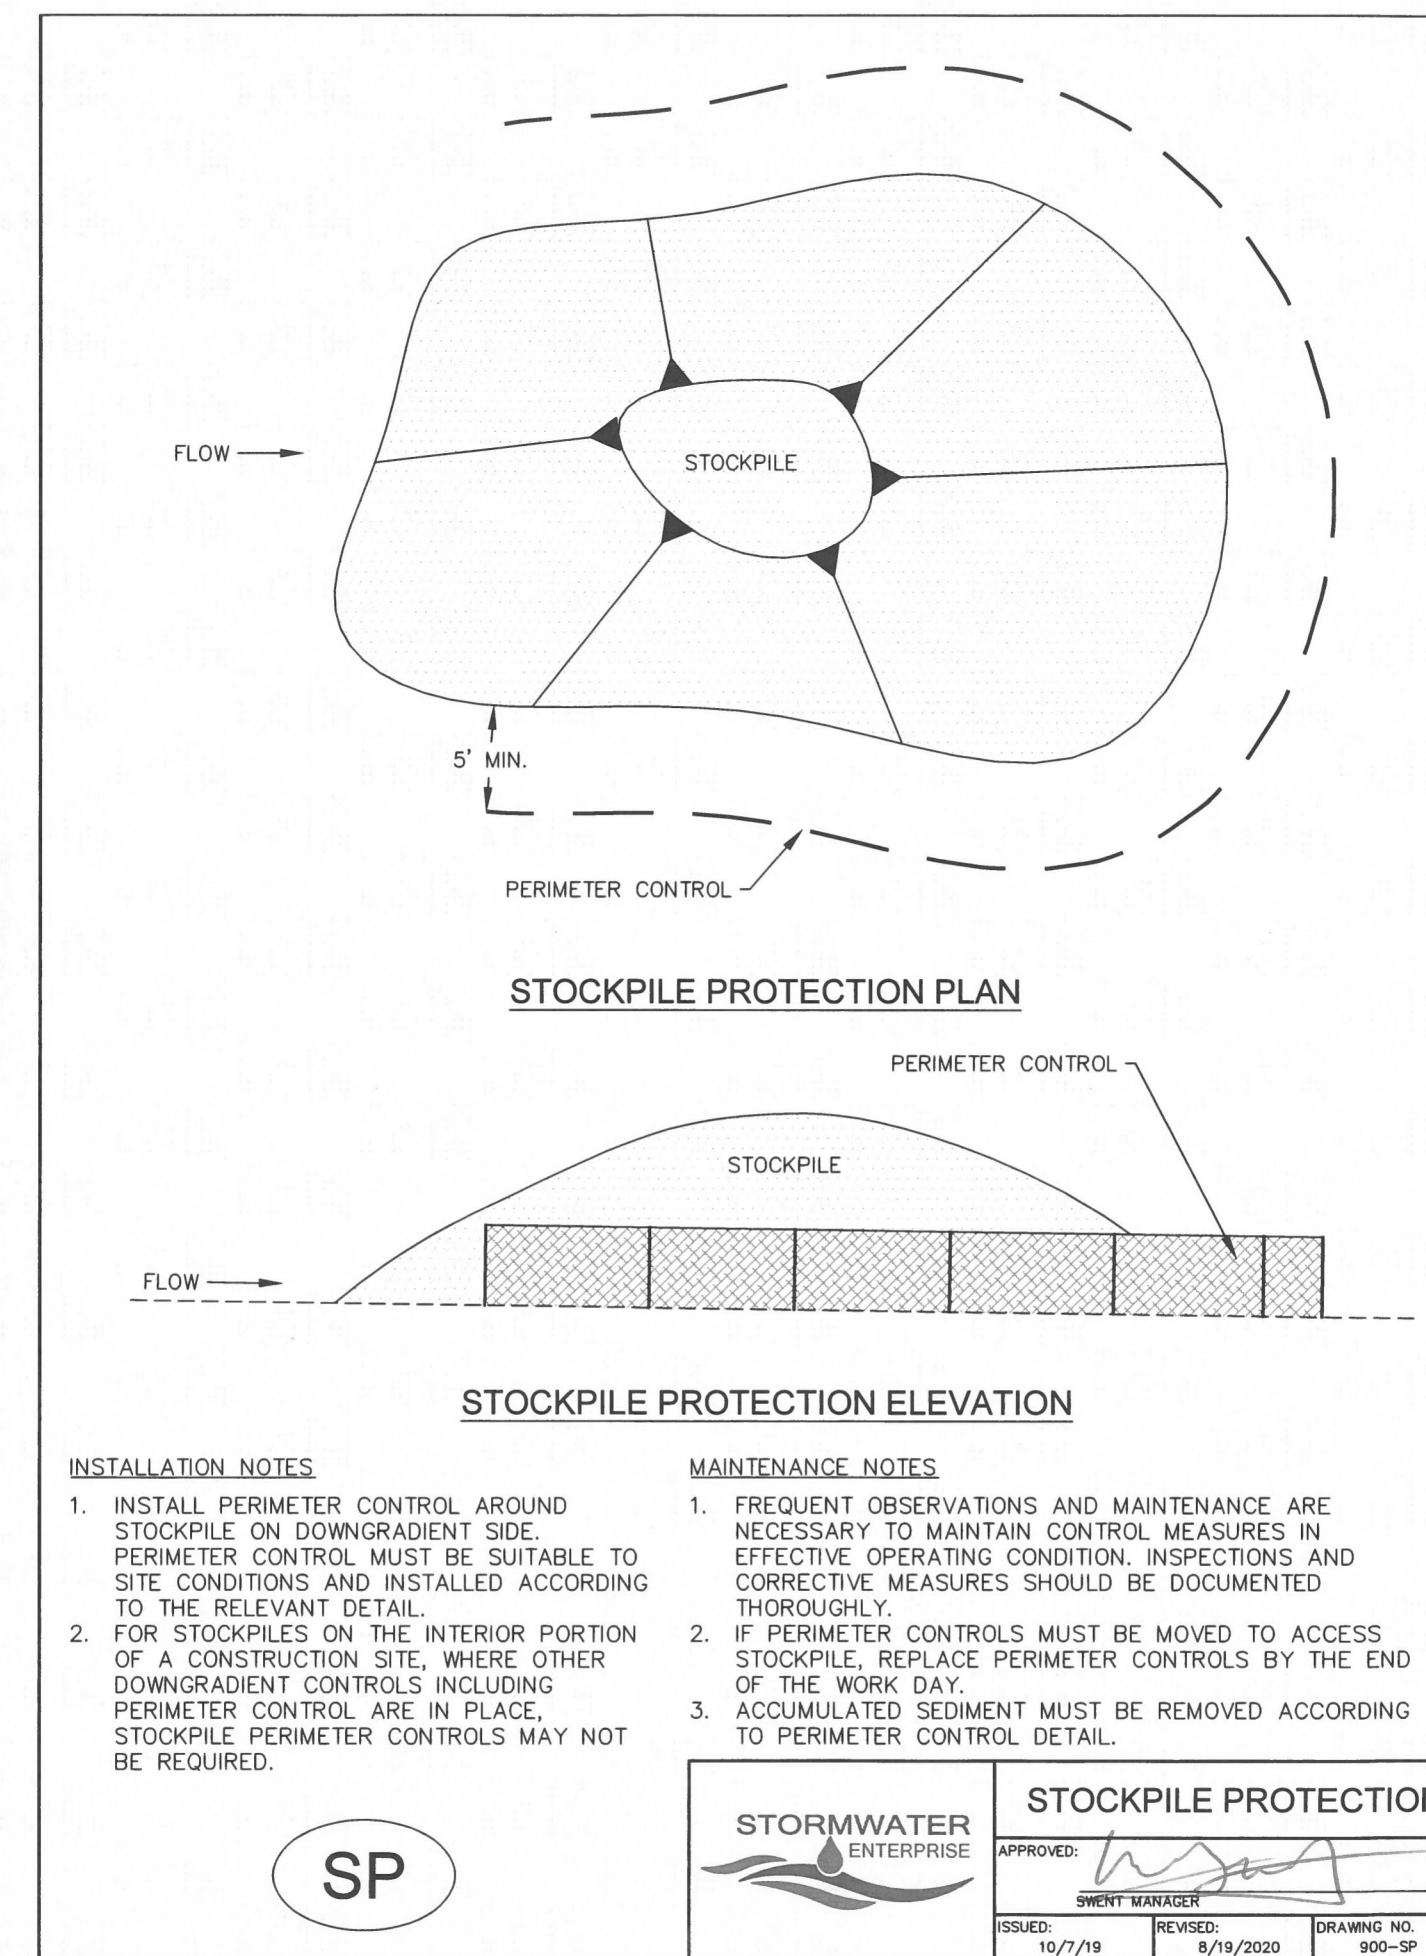 FLOW
STOCKPILE
5' MIN.
PERIMETER CONTROL
STOCKPILE PROTECTION PLAN
PERIMETER CONTROL
STOCKPILE
FLOW
STOCKPILE PROTECTION ELEVATION
INSTALLATION NOTES
1. INSTALL PERIMETER CONTROL AROUND
STOCKPILE ON DOWNGRADIENT SIDE.
PERIMETER CONTROL MUST BE SUITABLE TO
SITE CONDITIONS AND INSTALLED ACCORDING
TO THE RELEVANT DETAIL.
2. FOR STOCKPILES ON THE INTERIOR PORTION
OF A CONSTRUCTION SITE, WHERE OTHER
DOWNGRADIENT CONTROLS INCLUDING
PERIMETER CONTROL ARE IN PLACE,
STOCKPILE PERIMETER CONTROLS MAY NOT
BE REQUIRED.
MAINTENANCE NOTES
1. FREQUENT OBSERVATIONS AND MAINTENANCE ARE
NECESSARY TO MAINTAIN CONTROL MEASURES IN
EFFECTIVE OPERATING CONDITION. INSPECTIONS AND
CORRECTIVE MEASURES SHOULD BE DOCUMENTED
THOROUGHLY.
2. IF PERIMETER CONTROLS MUST BE MOVED TO ACCESS
STOCKPILE, REPLACE PERIMETER CONTROLS BY THE END
OF THE WORK DAY.
3. ACCUMULATED SEDIMENT MUST BE REMOVED ACCORDING
TO PERIMETER CONTROL DETAIL.
SP
STORMWATER
ENTERPRISE
STOCKPILE PROTECTION
APPROVED:
SWENT MANAGER
ISSUED:
10/7/19
REVISED:
8/19/2020
DRAWING NO.
900-SP